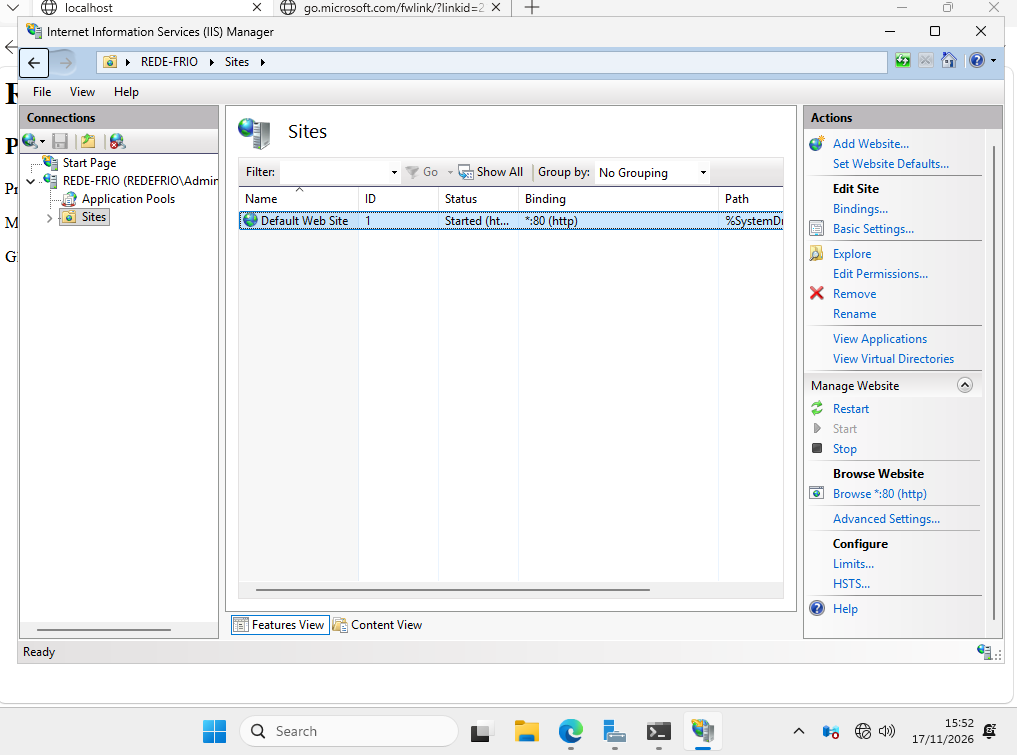 localhost
go.microsoft.com/fwlink/?linkid=2
Internet Information Services (IIS) Manager
REDE-FRIO
Sites
File
View
Help
Connections
Start Page
REDE-FRIO (REDEFRIO\Admin
Application Pools
Sites
Sites
Filter:
Go
Show All
Group by:
No Grouping
Name
ID
Status
Binding
Path
Default Web Site
1
Started (ht...
*:80 (http)
%SystemDr
Features View
Content View
Actions
Add Website...
Set Website Defaults...
Edit Site
Bindings...
Basic Settings...
Explore
Edit Permissions...
Remove
Rename
View Applications
View Virtual Directories
Manage Website
Restart
Start
Stop
Browse Website
Browse *:80 (http)
Advanced Settings...
Configure
Limits...
HSTS...
Help
Ready
Search
15:52
17/11/2026